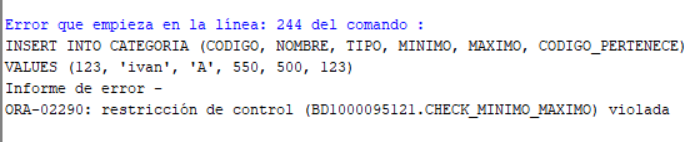 Error que empieza en la línea: 244 del comando :
INSERT INTO CATEGORIA (CODIGO, NOMBRE, TIPO, MINIMO, MAXIMO, CODIGO_PERTENECE)
VALUES (123, 'ivan', 'A', 550, 500, 123)
Informe de error -
ORA-02290: restricción de control (BD1000095121.CHECK_MINIMO_MAXIMO) violada